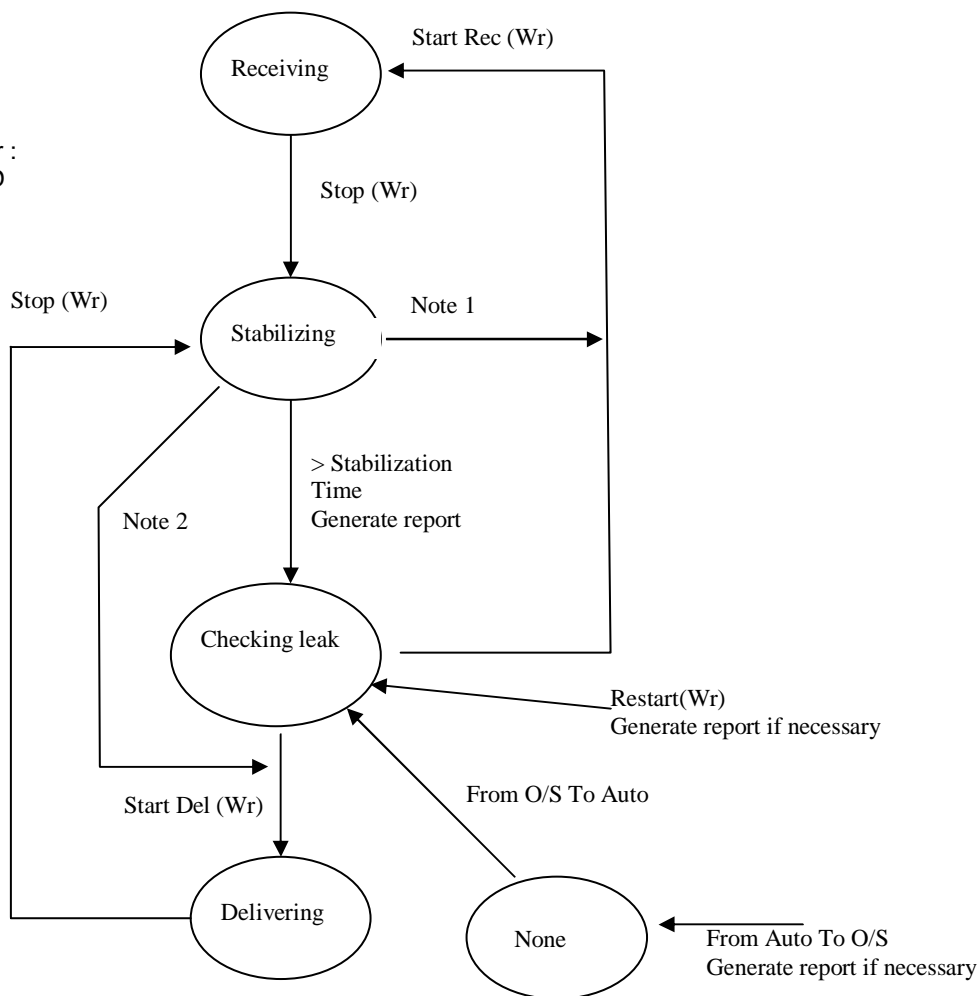 Start Rec (Wr)
Receiving
r :
Stop (Wr)
Stop (Wr)
Note 1
Stabilizing
> Stabilization
Time
Generate report
Note 2
Checking leak
Restart(Wr)
Generate report if necessary
From O/S To Auto
Start Del (Wr)
Delivering
None
From Auto To O/S
Generate report if necessary